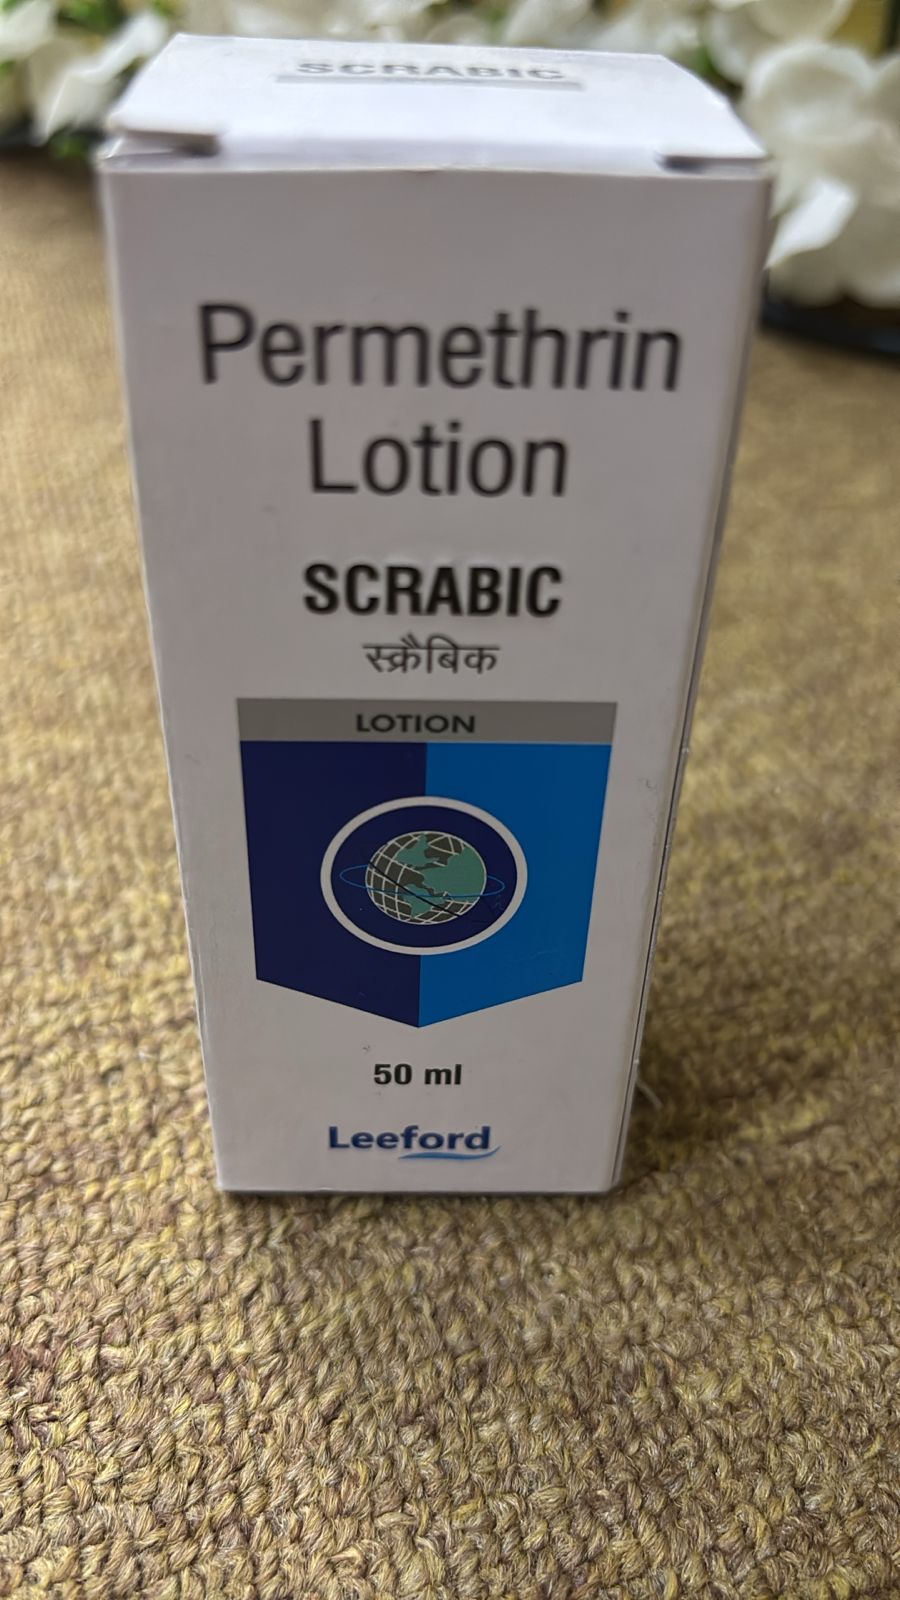 SCRABIC
Permethrin
Lotion
SCRABIC
स्क्रैबिक
LOTION
50 ml
Leeford